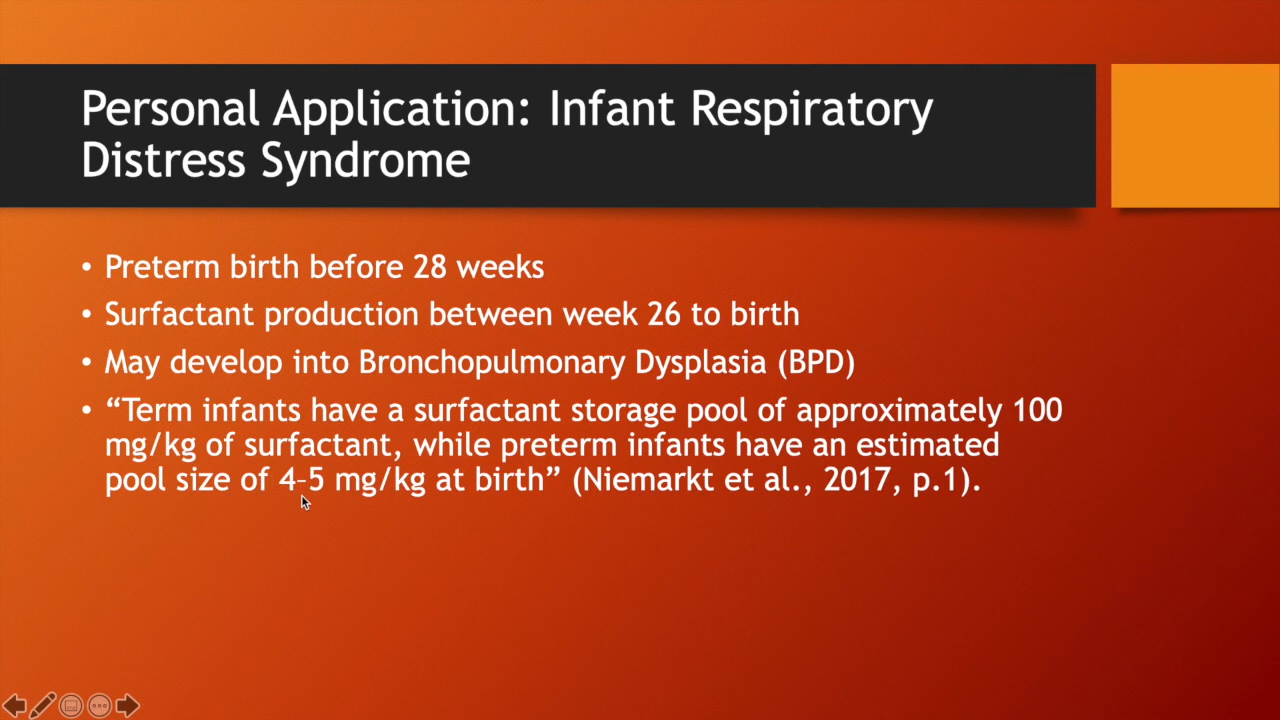 Personal Application: Infant Respiratory
Distress Syndrome
• Preterm birth before 28 weeks
• Surfactant production between week 26 to birth
• May develop into Bronchopulmonary Dysplasia (BPD)
• “Term infants have a surfactant storage pool of approximately 100
mg/kg of surfactant, while preterm infants have an estimated
pool size of 4–5 mg/kg at birth” (Niemarkt et al., 2017, p.1).